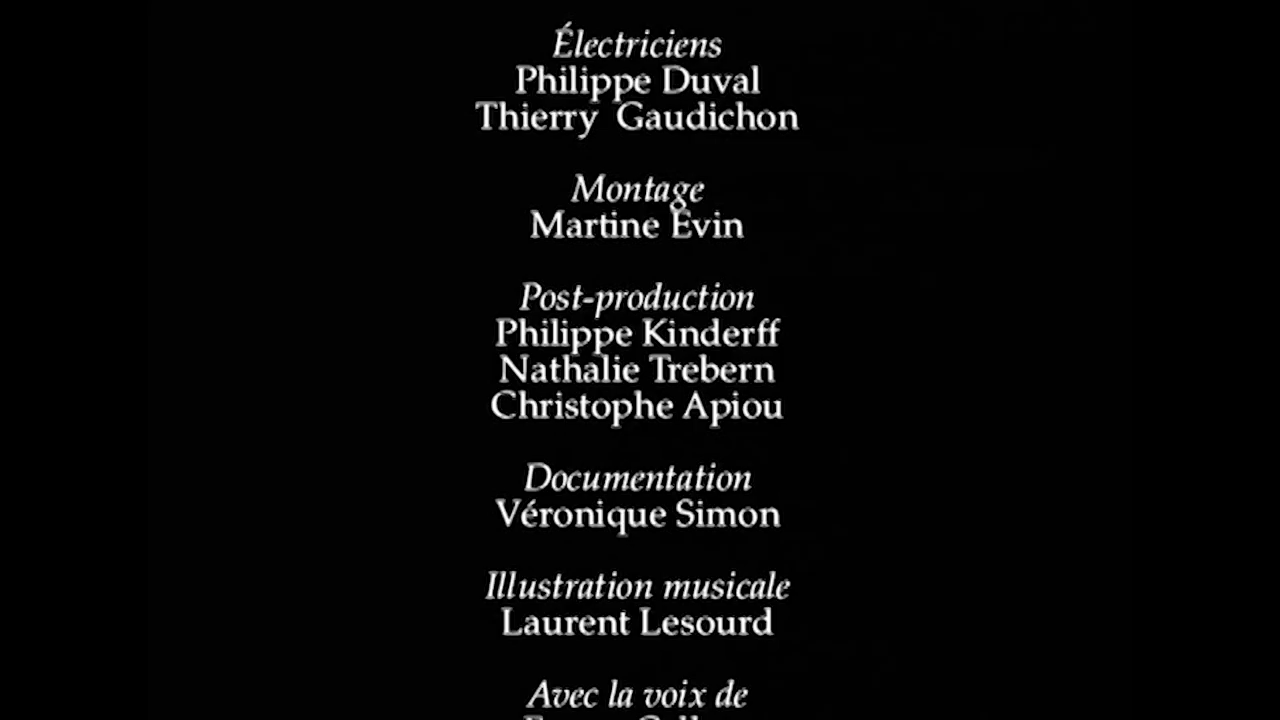 Électriciens
Philippe Duval
Thierry Gaudichon
Montage
Martine Évin
Post-production
Philippe Kinderff
Nathalie Trebern
Christophe Apiou
Documentation
Véronique Simon
Illustration musicale
Laurent Lesourd
Avec la voix de